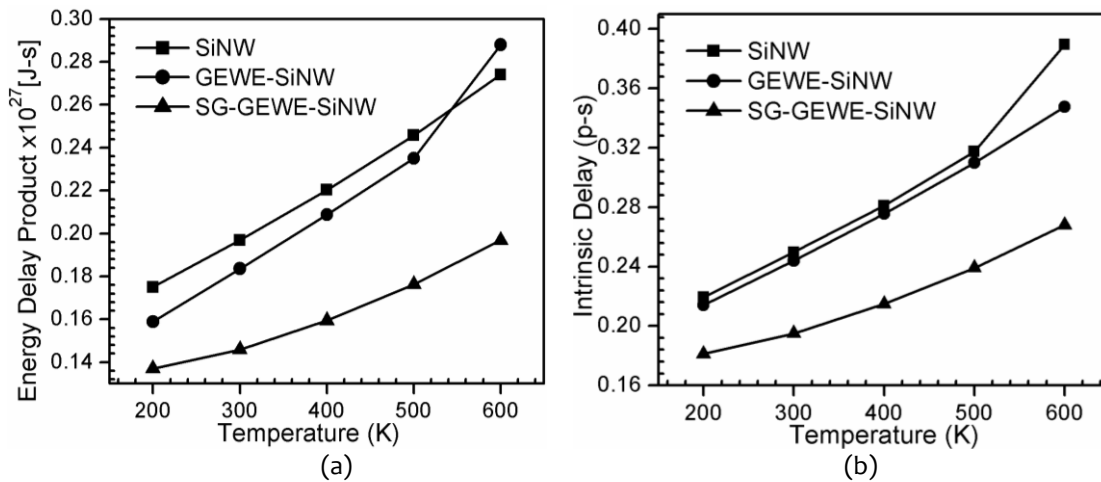 Energy Delay Product x10^27[J-s]
0.30
0.28
0.26
0.24
0.22
0.20
0.18
0.16
0.14
SiNW
GEWE-SiNW
SG-GEWE-SiNW
200 300 400 500 600
Temperature (K)
(a)
Intrinsic Delay (p-s)
0.40
0.36
0.32
0.28
0.24
0.20
0.16
SiNW
GEWE-SiNW
SG-GEWE-SiNW
200 300 400 500 600
Temperature (K)
(b)